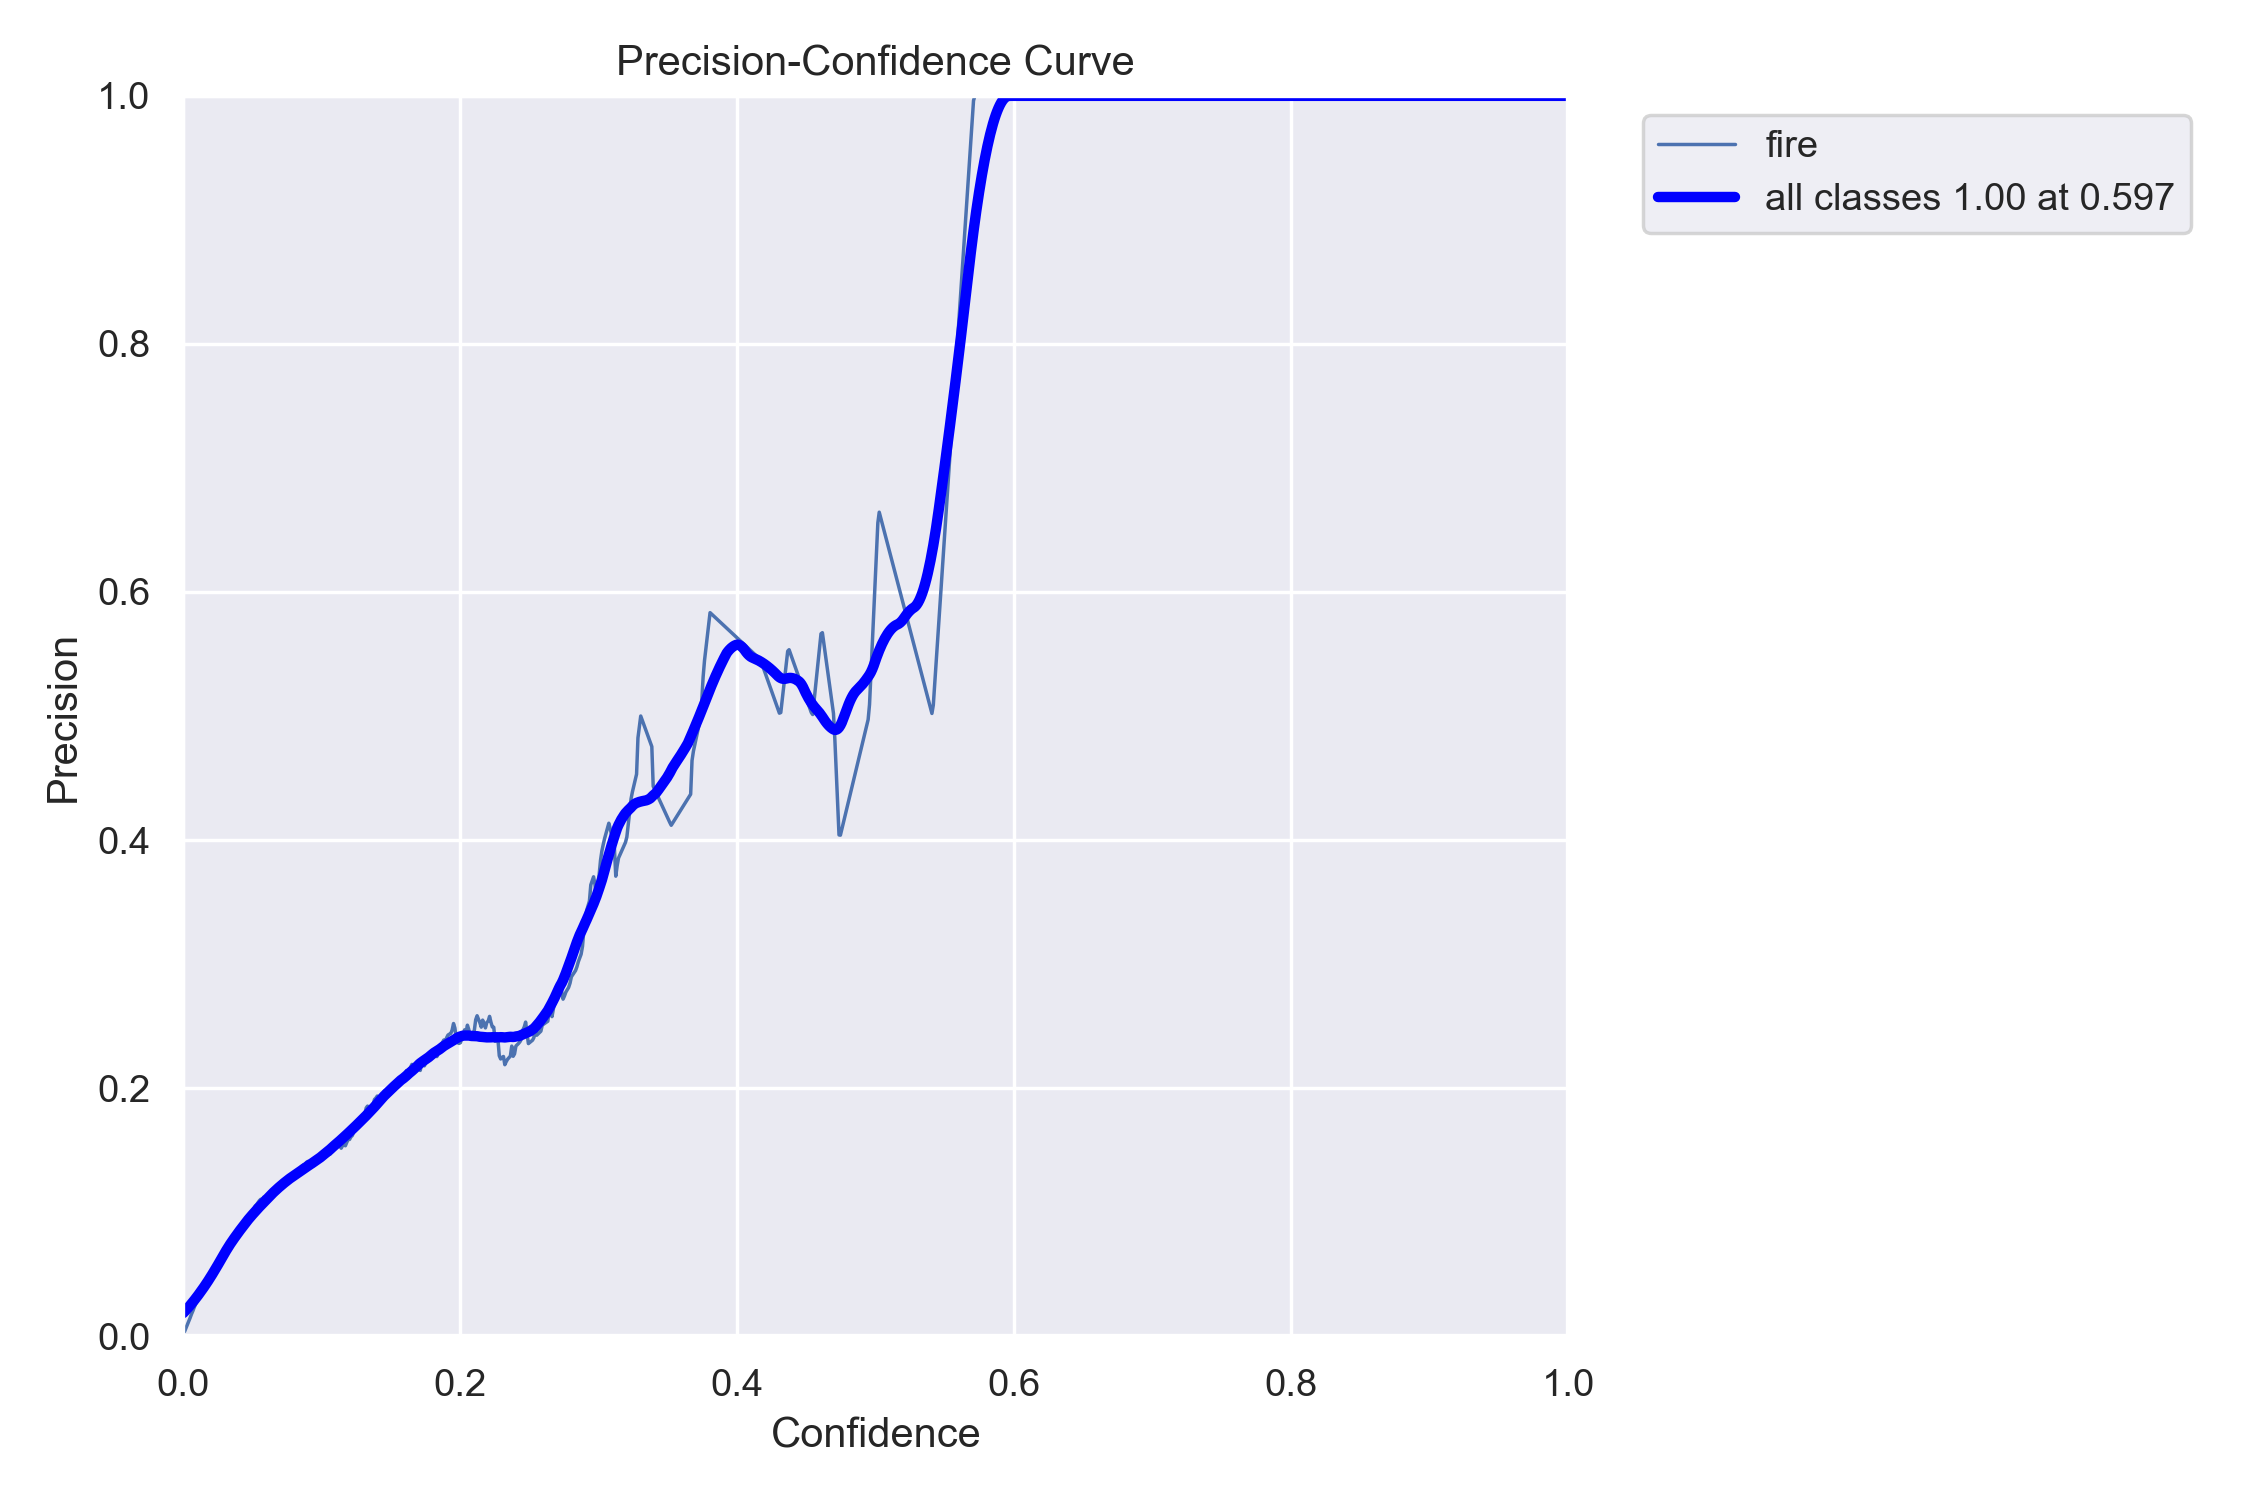 Precision-Confidence Curve
1.0
0.8
0.6
0.4
0.2
0.0
Precision
0.0 0.2 0.4 0.6 0.8 1.0
Confidence
fire
all classes 1.00 at 0.597